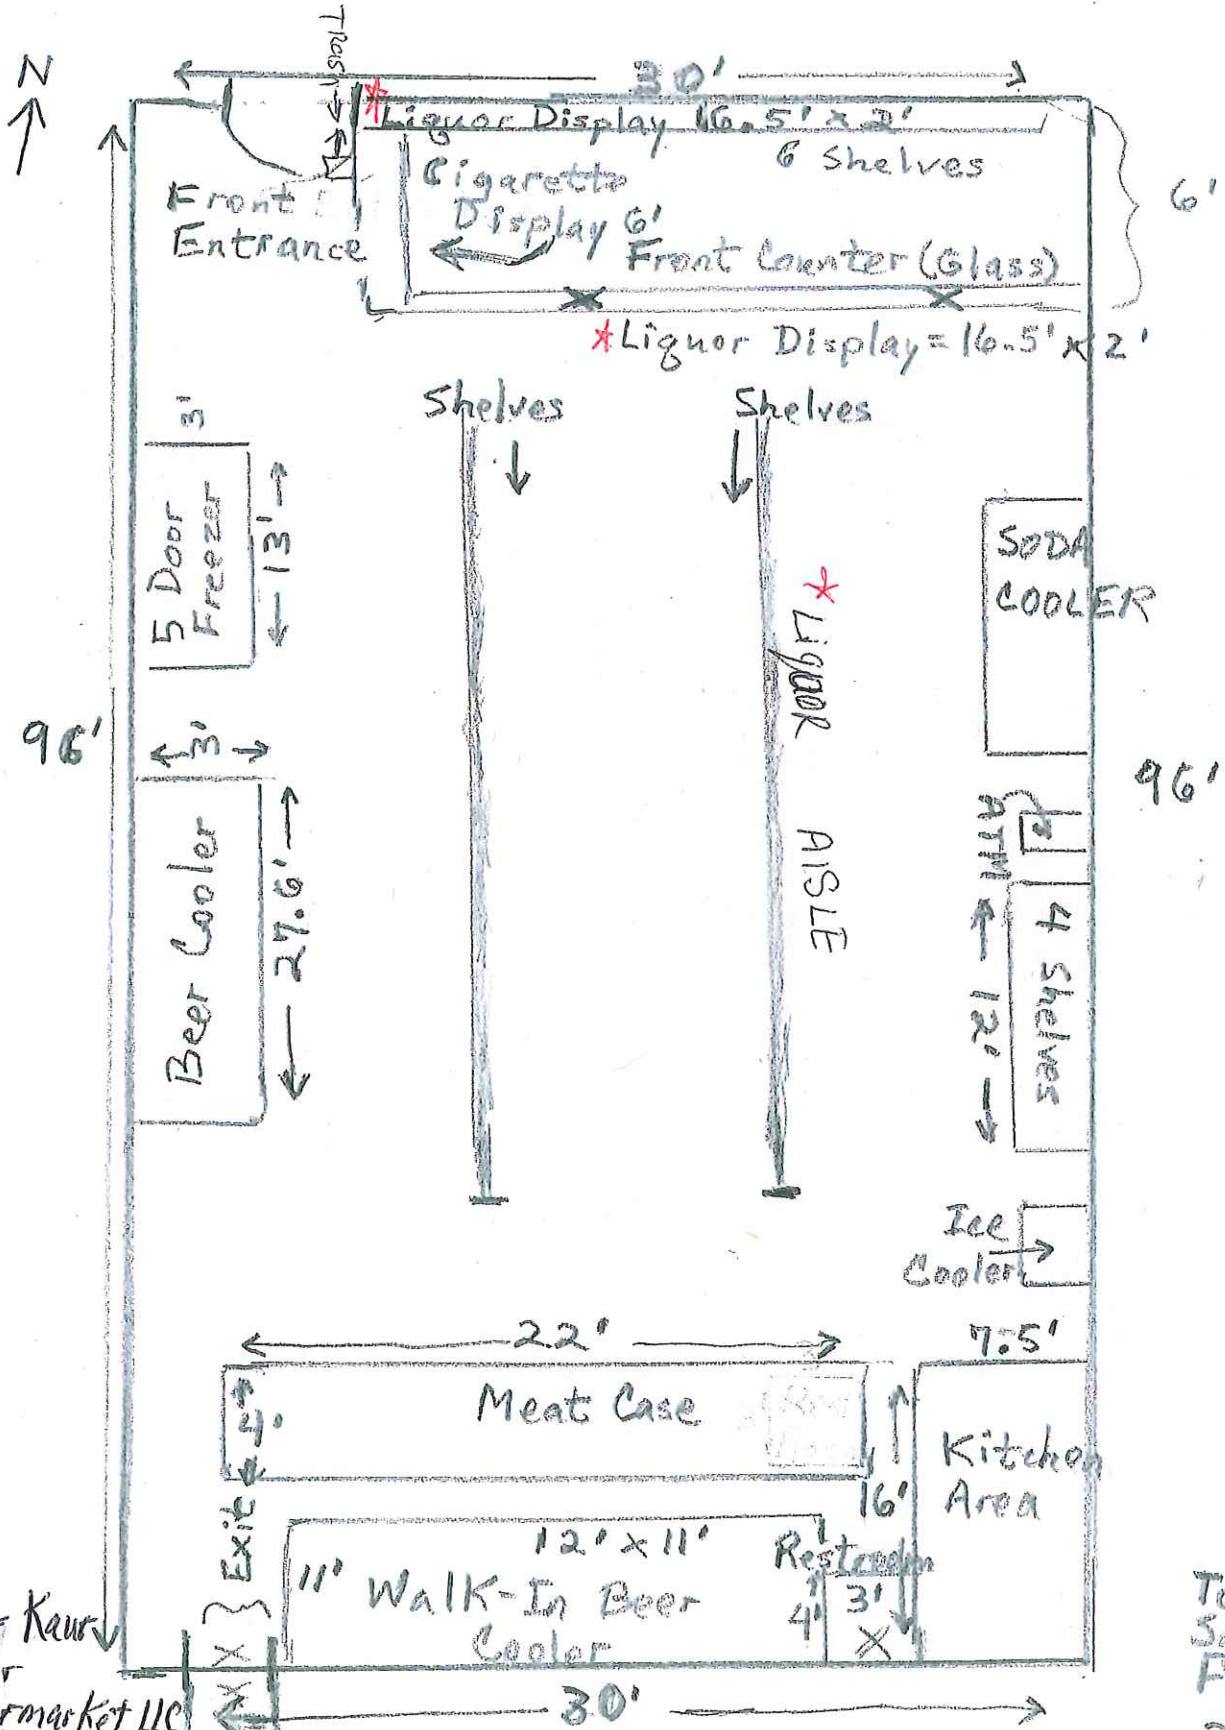 N
30'
Liquor Display 16.5' x 2'
6 Shelves
Cigarette
Display 6'
6'
Front
Entrance
Front Counter (Glass)
*Liquor Display = 16.5' x 2'
Shelves
Shelves
3'
5 Door
Freezer
13'
SODA
COOLER
* Liquor
AISLE
96'
3'
96'
Beer Cooler
27.6'
ATM
4 Shelves
12'
Ice
Cooler
22'
7.5'
Meat Case
4'
Kitchen
Area
16'
Exit
12' x 11'
Restroom
11'
Walk-In Beer
Cooler
4'
3'
X
Kaur
X
X
rmarket LLC
30'